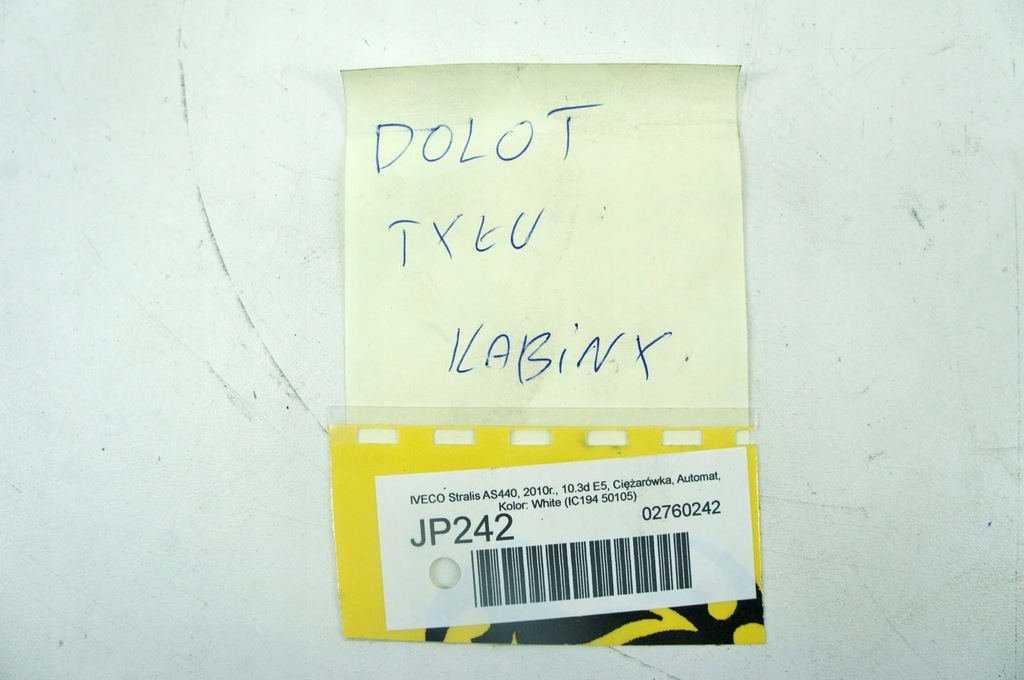 DOLOT
TYŁU
KABINY
IVECO Stralis AS440, 2010r., 10.3d E5, Ciężarówka, Automat,
Kolor: White (IC194 50105)
JP242
02760242